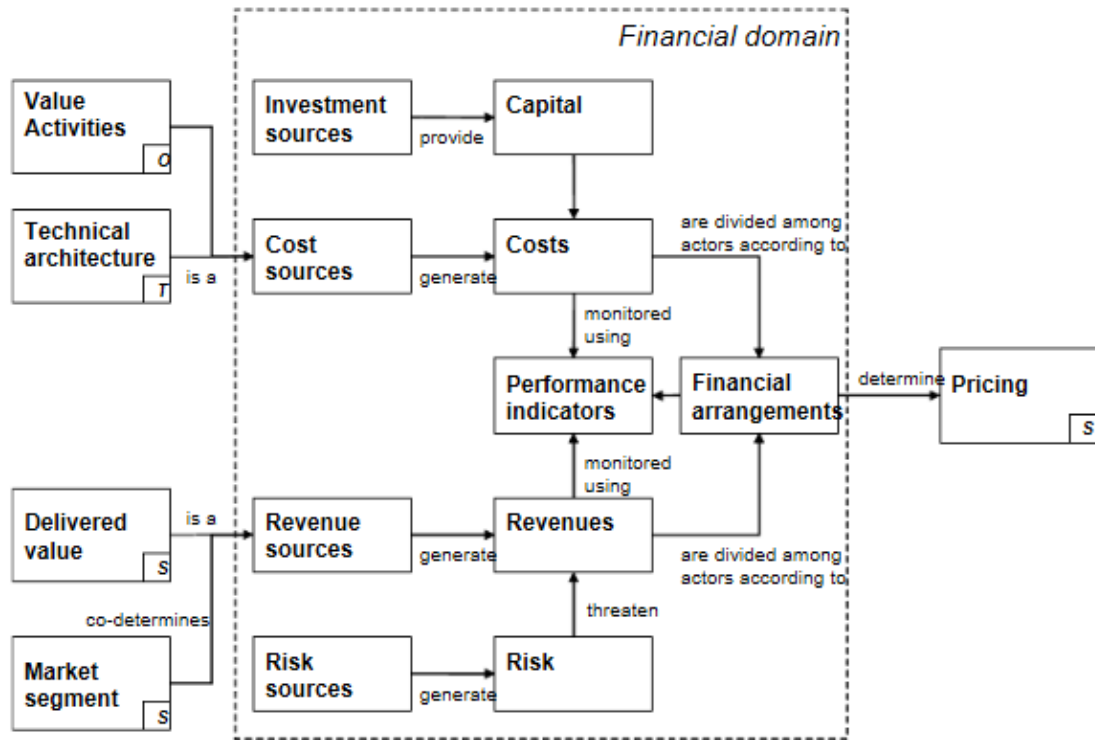 Financial domain
Value
Activities
O
Investment
sources
provide
Capital
Technical
architecture
T
is a
Cost
sources
generate
Costs
are divided among
actors according to
monitored
using
Performance
indicators
Financial
arrangements
determine
Pricing
S
monitored
using
Delivered
value
S
is a
Revenue
sources
generate
Revenues
are divided among
actors according to
co-determines
threaten
Market
segment
S
Risk
sources
generate
Risk